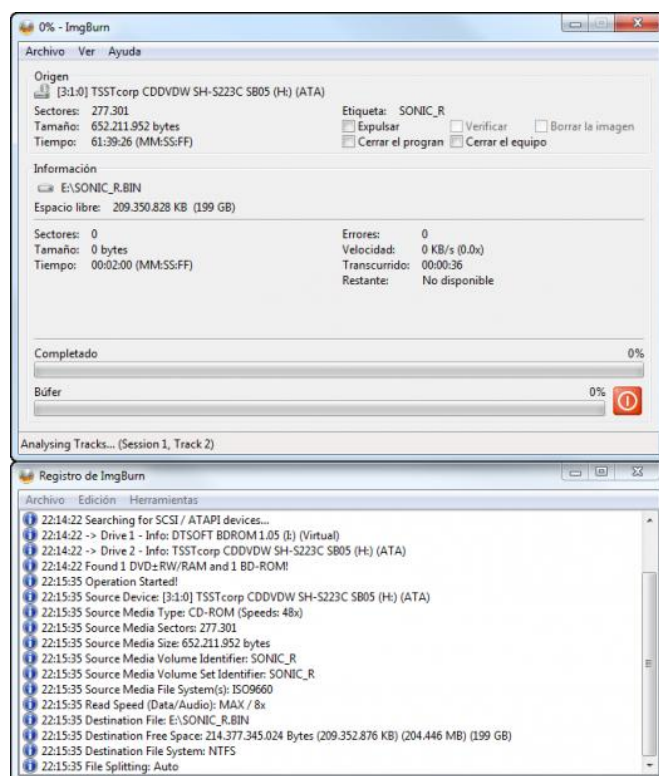 0% - ImgBurn
Archivo Ver Ayuda
Origen
[3:1:0] TSSTcorp CDDVDW SH-S223C SB05 (H:) (ATA)
Sectores: 277.301 Etiqueta: SONIC_R
Tamaño: 652.211.952 bytes Expulsar Verificar Borrar la imagen
Tiempo: 61:39:26 (MM:SS:FF) Cerrar el progran Cerrar el equipo
Información
E:\SONIC_R.BIN
Espacio libre: 209.350.828 KB (199 GB)
Sectores: 0 Errores: 0
Tamaño: 0 bytes Velocidad: 0 KB/s (0.0x)
Tiempo: 00:02:00 (MM:SS:FF) Transcurrido: 00:00:36
Restante: No disponible
Completado 0%
Búfer 0%
Analysing Tracks... (Session 1, Track 2)
Registro de ImgBurn
Archivo Edición Herramientas
22:14:22 Searching for SCSI / ATAPI devices...
22:14:22 -> Drive 1 - Info: DTSOFT BDROM 1.05 (I:) (Virtual)
22:14:22 -> Drive 2 - Info: TSSTcorp CDDVDW SH-S223C SB05 (H:) (ATA)
22:14:22 Found 1 DVD±RW/RAM and 1 BD-ROM!
22:15:35 Operation Started!
22:15:35 Source Device: [3:1:0] TSSTcorp CDDVDW SH-S223C SB05 (H:) (ATA)
22:15:35 Source Media Type: CD-ROM (Speeds: 48x)
22:15:35 Source Media Sectors: 277.301
22:15:35 Source Media Size: 652.211.952 bytes
22:15:35 Source Media Volume Identifier: SONIC_R
22:15:35 Source Media Volume Set Identifier: SONIC_R
22:15:35 Source Media File System(s): ISO9660
22:15:35 Read Speed (Data/Audio): MAX / 8x
22:15:35 Destination File: E:\SONIC_R.BIN
22:15:35 Destination Free Space: 214.377.345.024 Bytes (209.352.876 KB) (204.446 MB) (199 GB)
22:15:35 Destination File System: NTFS
22:15:35 File Splitting: Auto